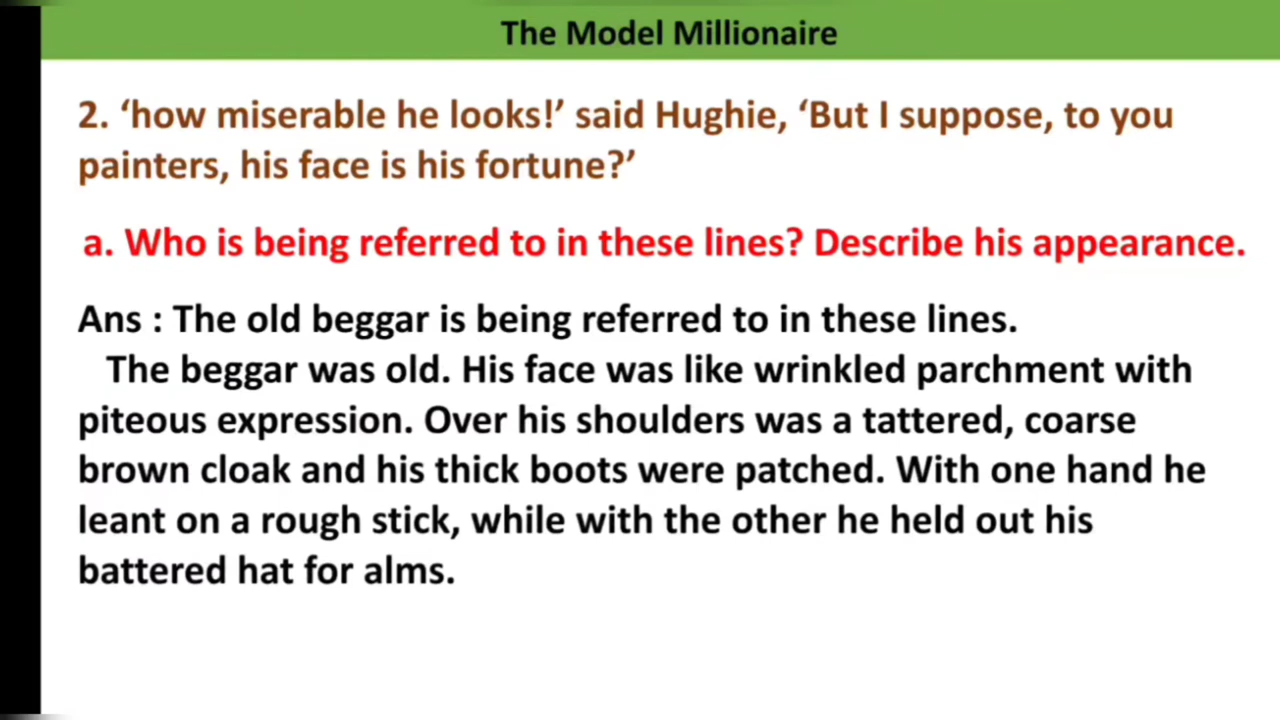 The Model Millionaire
2. ‘how miserable he looks!’ said Hughie, ‘But I suppose, to you
painters, his face is his fortune?’
a. Who is being referred to in these lines? Describe his appearance.
Ans : The old beggar is being referred to in these lines.
The beggar was old. His face was like wrinkled parchment with
piteous expression. Over his shoulders was a tattered, coarse
brown cloak and his thick boots were patched. With one hand he
leant on a rough stick, while with the other he held out his
battered hat for alms.